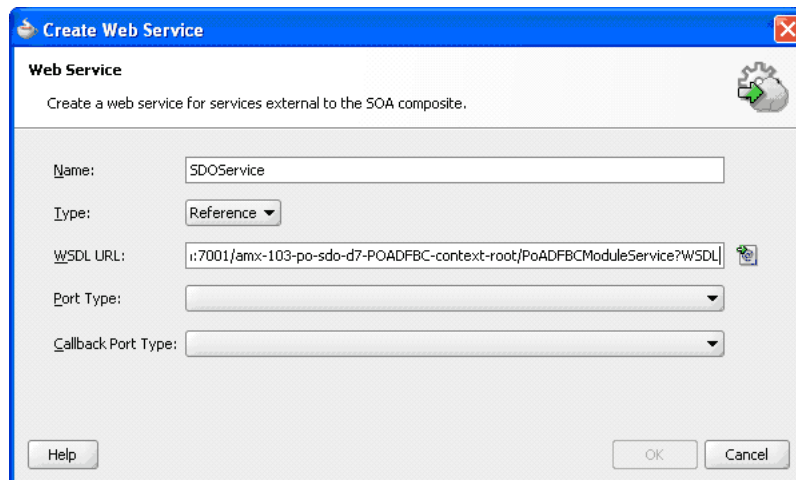 Create Web Service
Web Service
Create a web service for services external to the SOA composite.
Name: SDOService
Type: Reference
WSDL URL: :7001/amx-103-po-sdo-d7-POADFBC-context-root/PoADFBCModuleService?WSDL
Port Type:
Callback Port Type:
Help OK Cancel